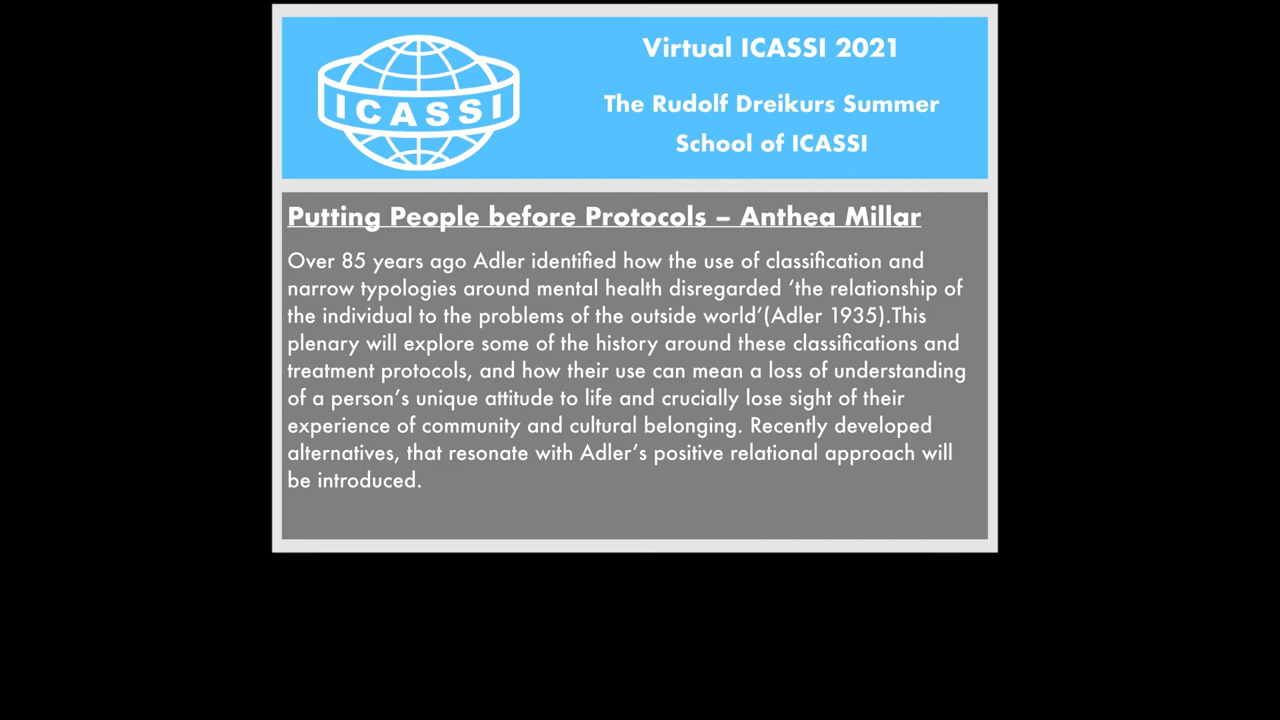 ICASSI
Virtual ICASSI 2021
The Rudolf Dreikurs Summer
School of ICASSI
Putting People before Protocols – Anthea Millar
Over 85 years ago Adler identified how the use of classification and
narrow typologies around mental health disregarded ‘the relationship of
the individual to the problems of the outside world’(Adler 1935).This
plenary will explore some of the history around these classifications and
treatment protocols, and how their use can mean a loss of understanding
of a person’s unique attitude to life and crucially lose sight of their
experience of community and cultural belonging. Recently developed
alternatives, that resonate with Adler’s positive relational approach will
be introduced.